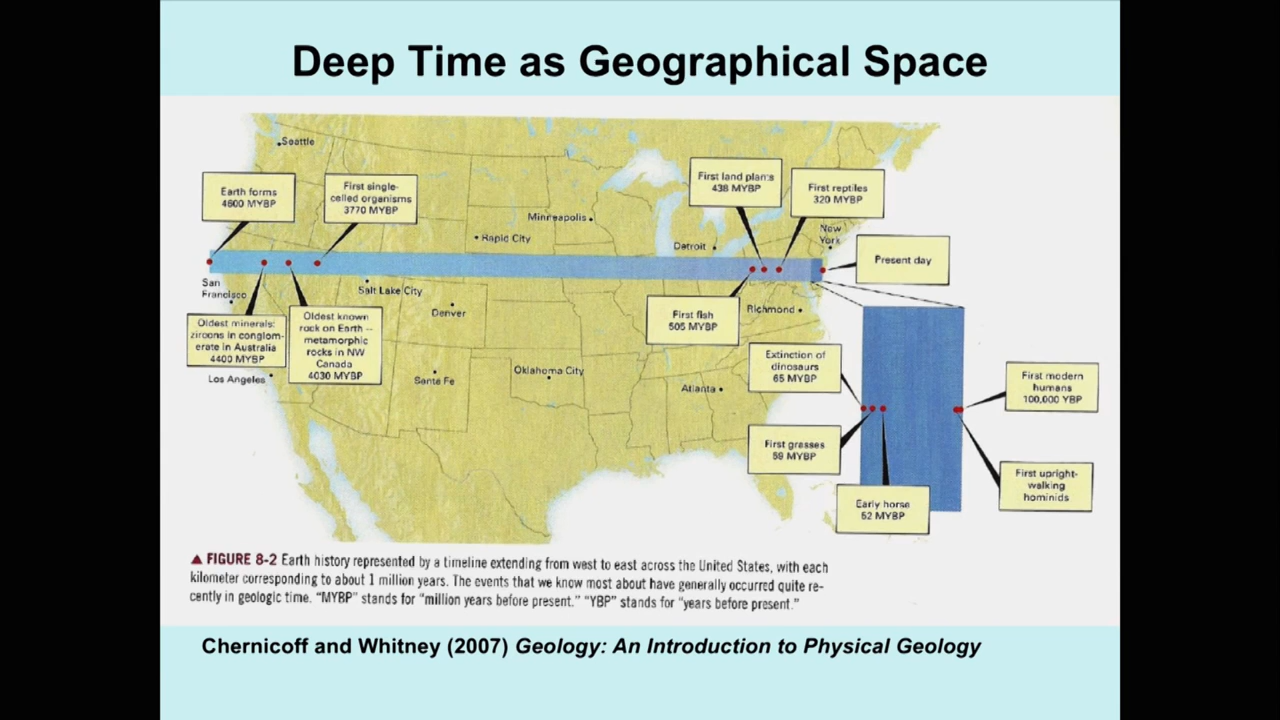 Deep Time as Geographical Space
Seattle
Earth forms
4600 MYBP
First single-
celled organisms
3770 MYBP
First land plants
438 MYBP
First reptiles
320 MYBP
Minneapolis
Rapid City
Detroit
New
York
Present day
San
Francisco
Salt Lake City
Denver
Richmond
Oldest minerals:
zircons in conglom-
erate in Australia
4400 MYBP
Oldest known
rock on Earth --
metamorphic
rocks in NW
Canada
4030 MYBP
First fish
505 MYBP
Los Angeles
Santa Fe
Oklahoma City
Atlanta
Extinction of
dinosaurs
65 MYBP
First modern
humans
100,000 YBP
First grasses
59 MYBP
First upright-
walking
hominids
Early horse
52 MYBP
▲ FIGURE 8-2 Earth history represented by a timeline extending from west to east across the United States, with each
kilometer corresponding to about 1 million years. The events that we know most about have generally occurred quite re-
cently in geologic time. "MYBP" stands for "million years before present." "YBP" stands for "years before present."
Chernicoff and Whitney (2007) Geology: An Introduction to Physical Geology